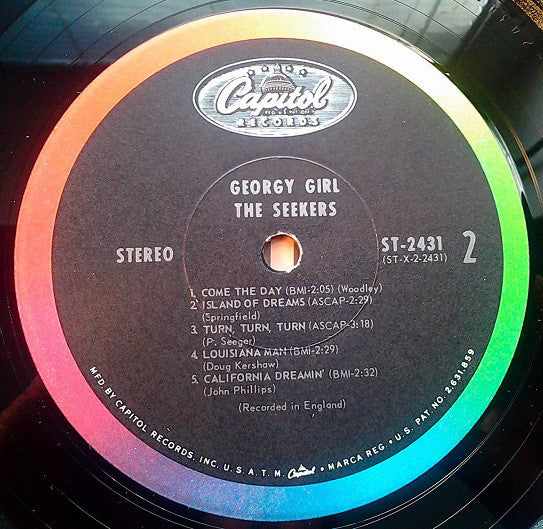 Capitol
REG. U.S. PAT. OFF.
RECORDS
GEORGY GIRL
THE SEEKERS
STEREO
ST-2431
(ST-X-2-2431)
2
1. COME THE DAY (BMI-2:05) (Woodley)
2. ISLAND OF DREAMS (ASCAP-2:29)
(Springfield)
3. TURN, TURN, TURN (ASCAP-3:18)
(P. Seeger)
4. LOUISIANA MAN (BMI-2:29)
(Doug Kershaw)
5. CALIFORNIA DREAMIN' (BMI-2:32)
(John Phillips)
(Recorded in England)
MFD. BY CAPITOL RECORDS, INC. U.S.A. T.M. Capitol • MARCA REG. • U.S. PAT. NO. 2,631,859